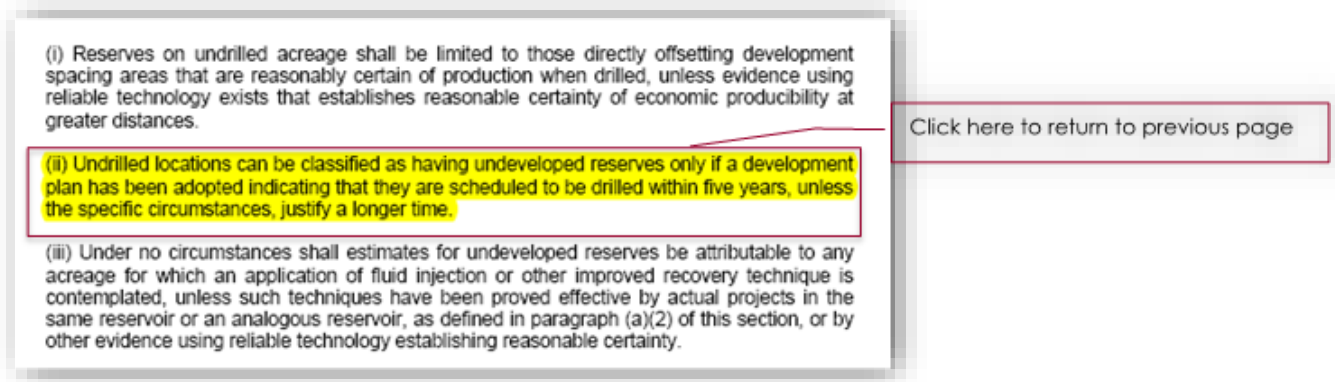 (i) Reserves on undrilled acreage shall be limited to those directly offsetting development
spacing areas that are reasonably certain of production when drilled, unless evidence using
reliable technology exists that establishes reasonable certainty of economic producibility at
greater distances.
Click here to return to previous page
(ii) Undrilled locations can be classified as having undeveloped reserves only if a development
plan has been adopted indicating that they are scheduled to be drilled within five years, unless
the specific circumstances, justify a longer time.
(iii) Under no circumstances shall estimates for undeveloped reserves be attributable to any
acreage for which an application of fluid injection or other improved recovery technique is
contemplated, unless such techniques have been proved effective by actual projects in the
same reservoir or an analogous reservoir, as defined in paragraph (a)(2) of this section, or by
other evidence using reliable technology establishing reasonable certainty.